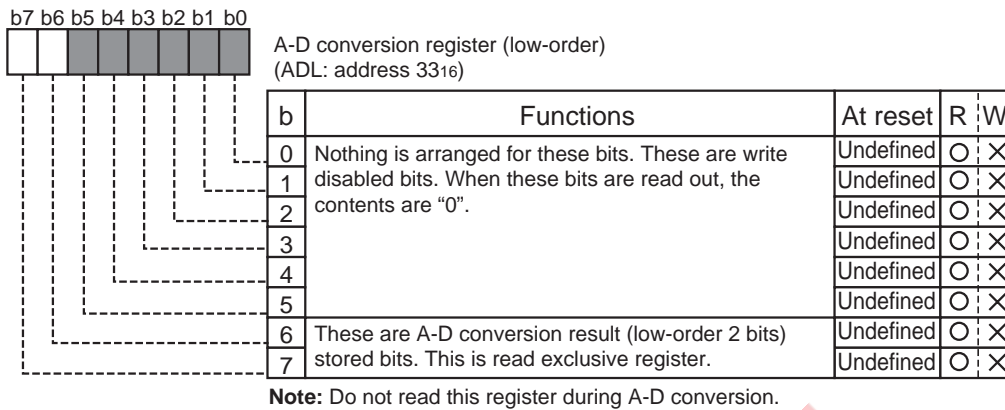 b7 b6 b5 b4 b3 b2 b1 b0
A-D conversion register (low-order)
(ADL: address 3316)
b Functions At reset R W
0 Nothing is arranged for these bits. These are write Undefined O ×
1 disabled bits. When these bits are read out, the Undefined O ×
2 contents are “0”. Undefined O ×
3 Undefined O ×
4 Undefined O ×
5 Undefined O ×
6 These are A-D conversion result (low-order 2 bits) Undefined O ×
7 stored bits. This is read exclusive register. Undefined O ×
Note: Do not read this register during A-D conversion.